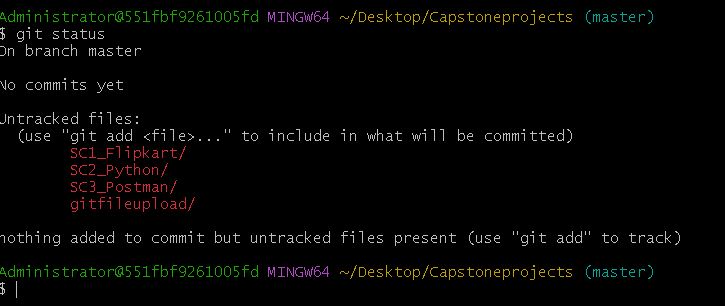 Administrator@551fbf9261005fd MINGW64 ~/Desktop/Capstoneprojects (master)
$ git status
On branch master
No commits yet
Untracked files:
  (use "git add <file>..." to include in what will be committed)
        SC1_Flipkart/
        SC2_Python/
        SC3_Postman/
        gitfileupload/
nothing added to commit but untracked files present (use "git add" to track)
Administrator@551fbf9261005fd MINGW64 ~/Desktop/Capstoneprojects (master)
$